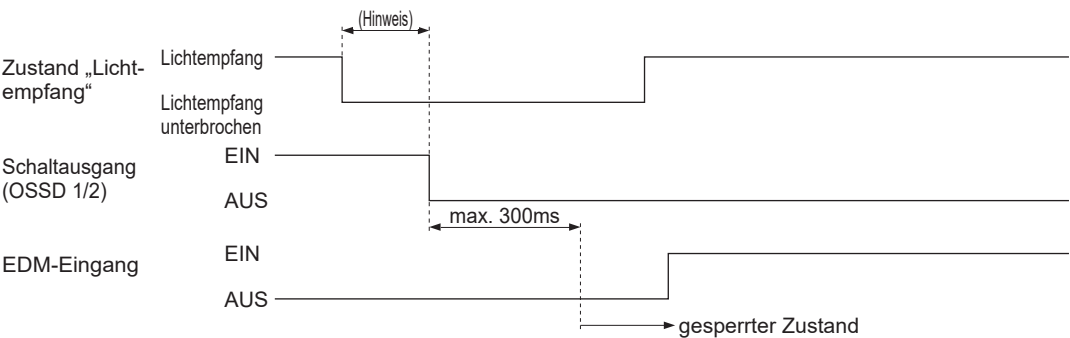 (Hinweis)
Zustand „Licht-
empfang“
Lichtempfang
Lichtempfang
unterbrochen
Schaltausgang
(OSSD 1/2)
EIN
AUS
max. 300ms
EDM-Eingang
EIN
AUS
gesperrter Zustand